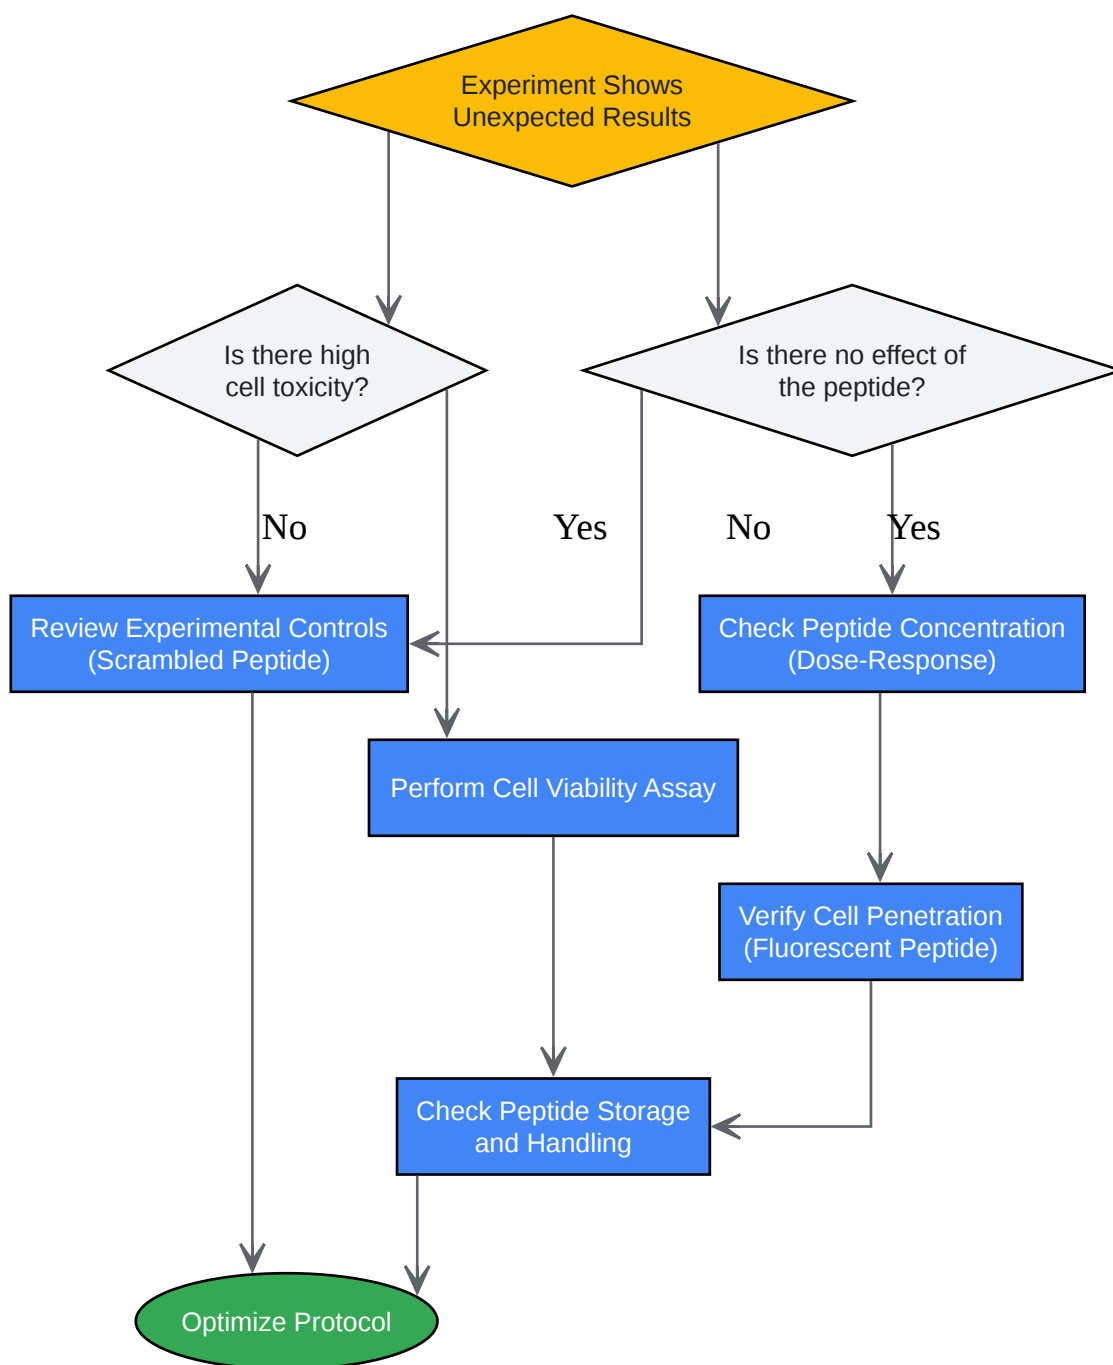 Experiment Shows
Unexpected Results
Is there high
cell toxicity?
Is there no effect of
the peptide?
No
Yes
No
Yes
Review Experimental Controls
(Scrambled Peptide)
Check Peptide Concentration
(Dose-Response)
Perform Cell Viability Assay
Verify Cell Penetration
(Fluorescent Peptide)
Check Peptide Storage
and Handling
Optimize Protocol